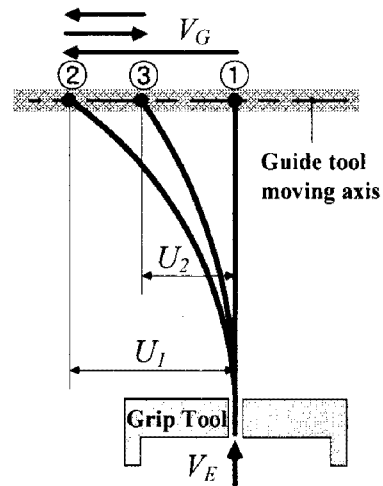 V_G
② ③ ①
Guide tool
moving axis
U_2
U_1
Grip Tool
V_E